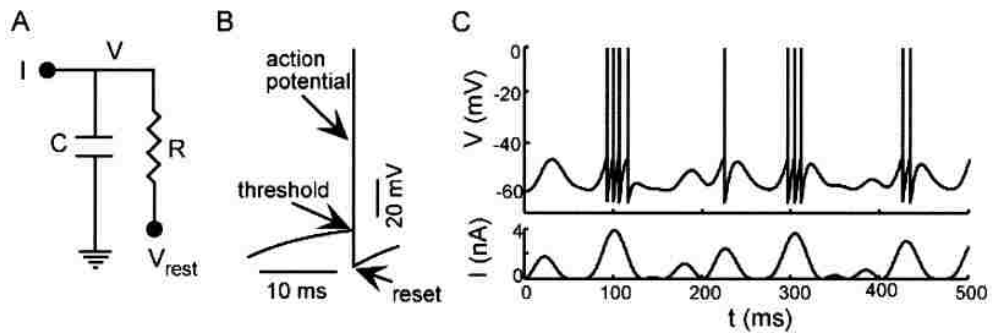 A
I
V
C
R
V_rest
B
action
potential
threshold
20 mV
10 ms
reset
C
V (mV)
0
-20
-40
-60
I (nA)
4
0
0 100 200 300 400 500
t (ms)